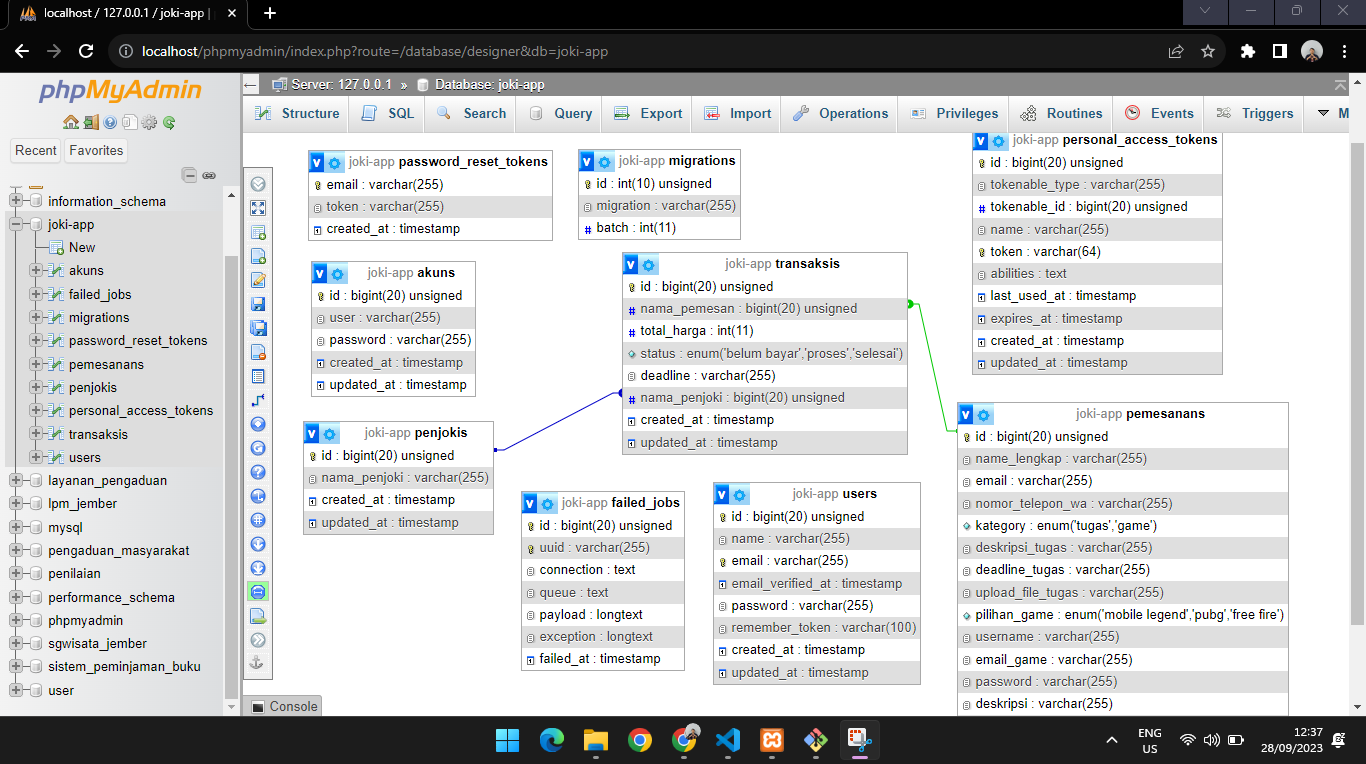 localhost / 127.0.0.1 / joki-app |
localhost/phpmyadmin/index.php?route=/database/designer&db=joki-app
phpMyAdmin
Recent
Favorites
information_schema
joki-app
New
akuns
failed_jobs
migrations
password_reset_tokens
pemesanans
penjokis
personal_access_tokens
transaksis
users
layanan_pengaduan
lpm_jember
mysql
pengaduan_masyarakat
penilaian
performance_schema
phpmyadmin
sgwisata_jember
sistem_peminjaman_buku
user
Server: 127.0.0.1 » Database: joki-app
Structure SQL Search Query Export Import Operations Privileges Routines Events Triggers M
joki-app password_reset_tokens
email : varchar(255)
token : varchar(255)
created_at : timestamp
joki-app migrations
id : int(10) unsigned
migration : varchar(255)
batch : int(11)
personal_access_tokens
id : bigint(20) unsigned
tokenable_type : varchar(255)
tokenable_id : bigint(20) unsigned
name : varchar(255)
token : varchar(64)
abilities : text
last_used_at : timestamp
expires_at : timestamp
created_at : timestamp
updated_at : timestamp
joki-app akuns
id : bigint(20) unsigned
user : varchar(255)
password : varchar(255)
created_at : timestamp
updated_at : timestamp
joki-app transaksis
id : bigint(20) unsigned
nama_pemesan : bigint(20) unsigned
total_harga : int(11)
status : enum('belum bayar','proses','selesai')
deadline : varchar(255)
nama_penjoki : bigint(20) unsigned
created_at : timestamp
updated_at : timestamp
joki-app penjokis
id : bigint(20) unsigned
nama_penjoki : varchar(255)
created_at : timestamp
updated_at : timestamp
joki-app pemesanans
id : bigint(20) unsigned
name_lengkap : varchar(255)
email : varchar(255)
nomor_telepon_wa : varchar(255)
kategory : enum('tugas','game')
deskripsi_tugas : varchar(255)
deadline_tugas : varchar(255)
upload_file_tugas : varchar(255)
pilihan_game : enum('mobile legend','pubg','free fire')
username : varchar(255)
email_game : varchar(255)
password : varchar(255)
deskripsi : varchar(255)
joki-app failed_jobs
id : bigint(20) unsigned
uuid : varchar(255)
connection : text
queue : text
payload : longtext
exception : longtext
failed_at : timestamp
joki-app users
id : bigint(20) unsigned
name : varchar(255)
email : varchar(255)
email_verified_at : timestamp
password : varchar(255)
remember_token : varchar(100)
created_at : timestamp
updated_at : timestamp
Console
ENG
US
12:37
28/09/2023